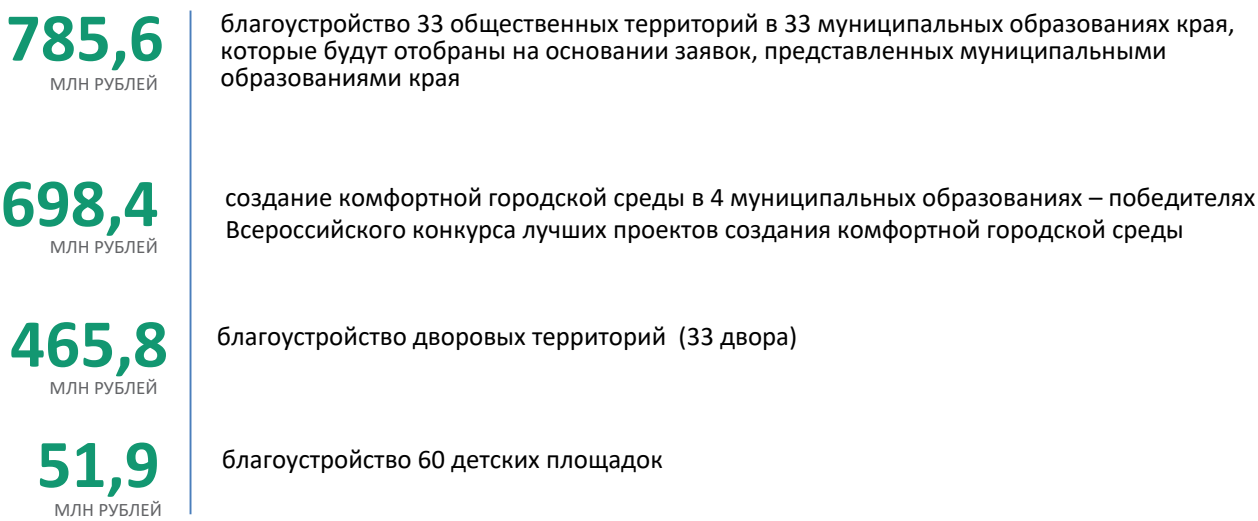 785,6
МЛН РУБЛЕЙ
благоустройство 33 общественных территорий в 33 муниципальных образованиях края,
которые будут отобраны на основании заявок, представленных муниципальными
образованиями края
698,4
МЛН РУБЛЕЙ
создание комфортной городской среды в 4 муниципальных образованиях – победителях
Всероссийского конкурса лучших проектов создания комфортной городской среды
465,8
МЛН РУБЛЕЙ
благоустройство дворовых территорий (33 двора)
51,9
МЛН РУБЛЕЙ
благоустройство 60 детских площадок